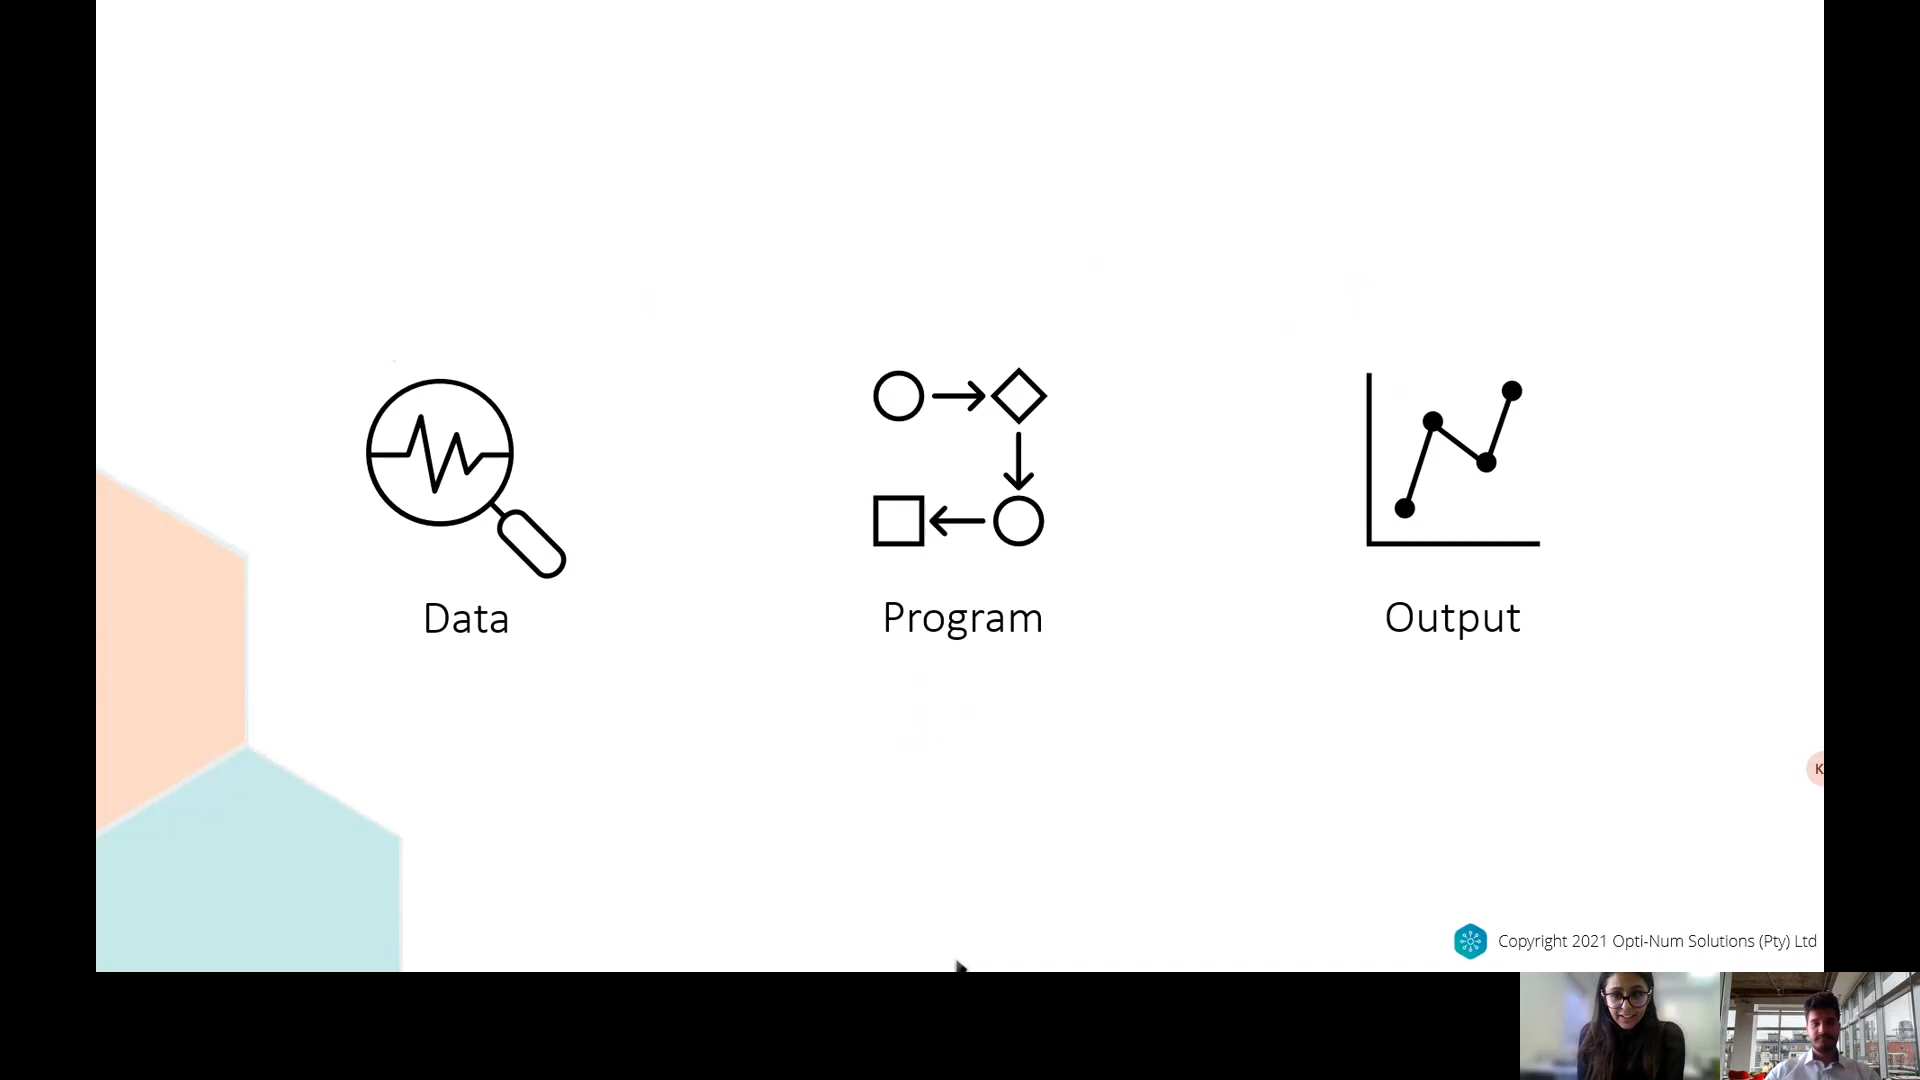 Data
Program
Output
K
Copyright 2021 Opti-Num Solutions (Pty) Ltd